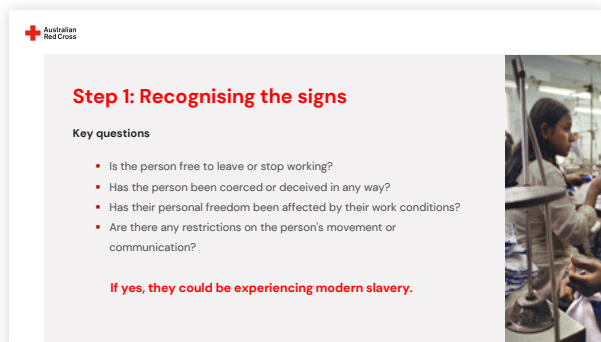 Australian
Red Cross
Step 1: Recognising the signs
Key questions
▪ Is the person free to leave or stop working?
▪ Has the person been coerced or deceived in any way?
▪ Has their personal freedom been affected by their work conditions?
▪ Are there any restrictions on the person's movement or
communication?
If yes, they could be experiencing modern slavery.